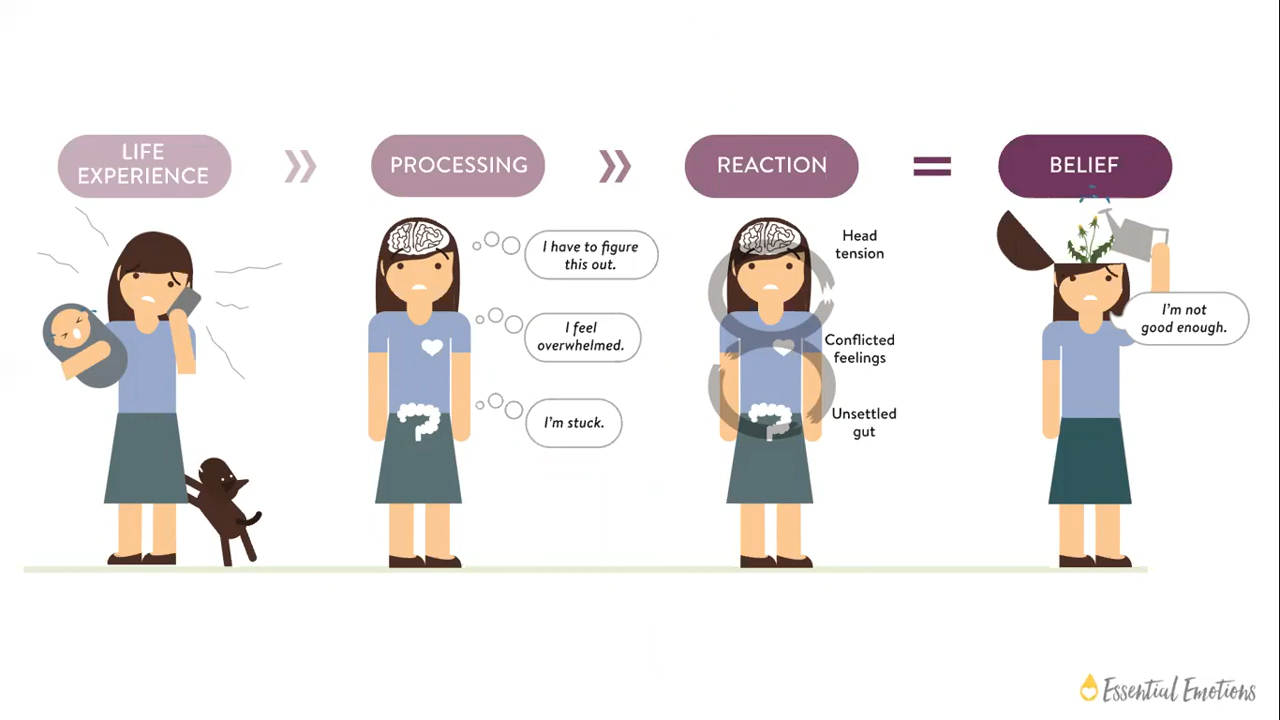 LIFE
EXPERIENCE
PROCESSING
REACTION
BELIEF
I have to figure
this out.
I feel
overwhelmed.
I'm stuck.
Head
tension
Conflicted
feelings
Unsettled
gut
I'm not
good enough.
Essential Emotions